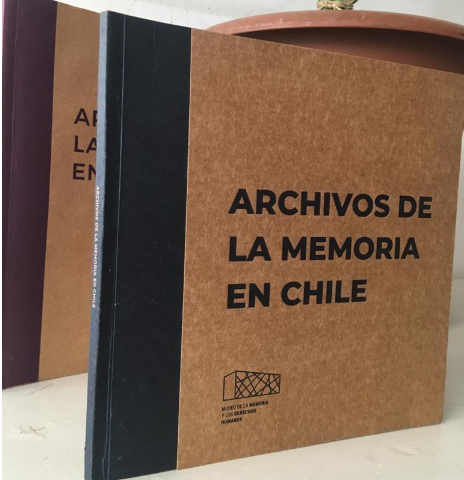 ARCHIVOS DE
LA MEMORIA
EN CHILE
MUSEO DE LA MEMORIA
Y LOS DERECHOS
HUMANOS
ARCHIVOS DE LA MEMORIA EN CHILE
LA
EN